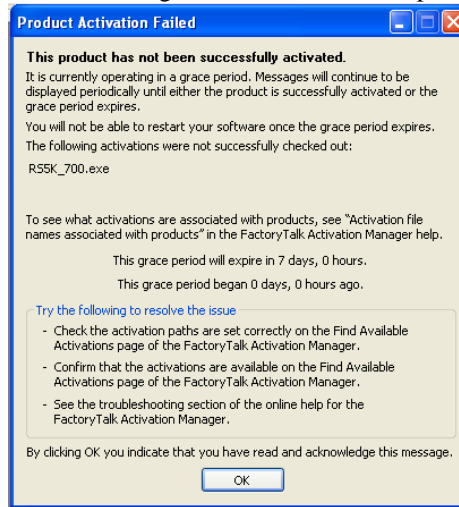 Product Activation Failed
This product has not been successfully activated.
It is currently operating in a grace period. Messages will continue to be
displayed periodically until either the product is successfully activated or the
grace period expires.
You will not be able to restart your software once the grace period expires.
The following activations were not successfully checked out:
RS5K_700.exe
To see what activations are associated with products, see "Activation file
names associated with products" in the FactoryTalk Activation Manager help.
This grace period will expire in 7 days, 0 hours.
This grace period began 0 days, 0 hours ago.
Try the following to resolve the issue
- Check the activation paths are set correctly on the Find Available
Activations page of the FactoryTalk Activation Manager.
- Confirm that the activations are available on the Find Available
Activations page of the FactoryTalk Activation Manager.
- See the troubleshooting section of the online help for the
FactoryTalk Activation Manager.
By clicking OK you indicate that you have read and acknowledge this message.
OK